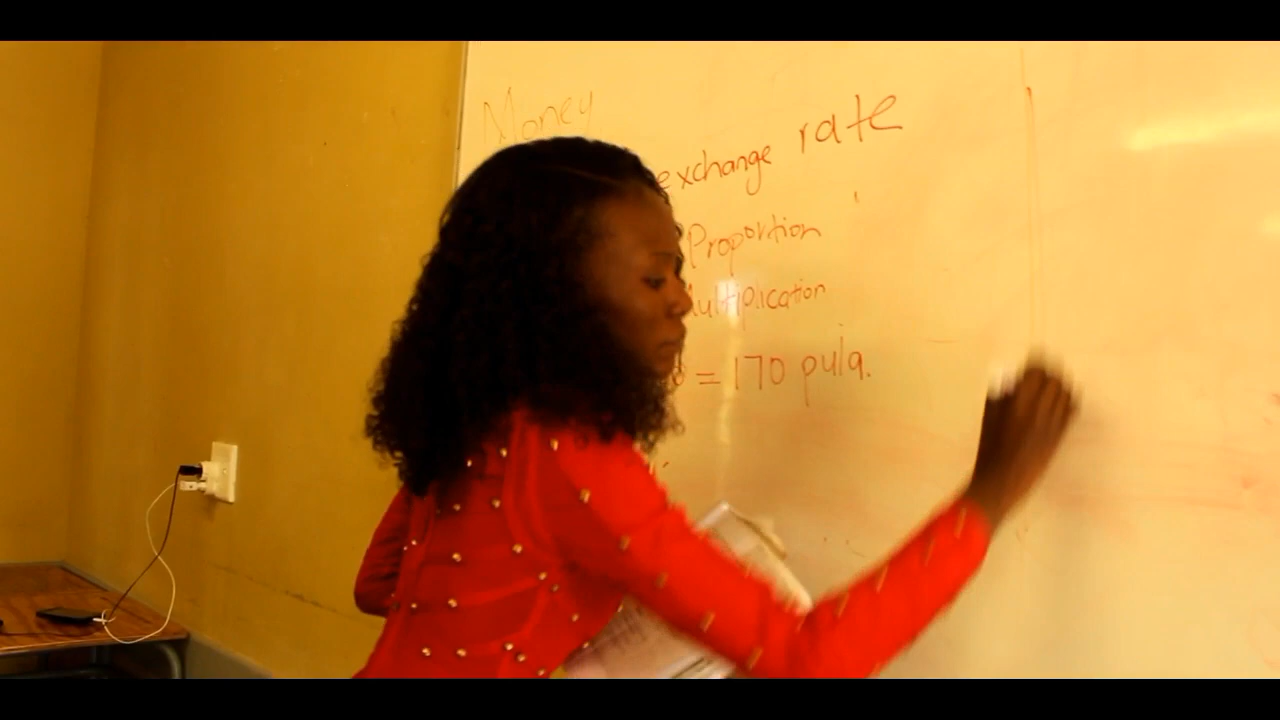 Money
exchange rate
Proportion
Multiplication
= 170 pula.